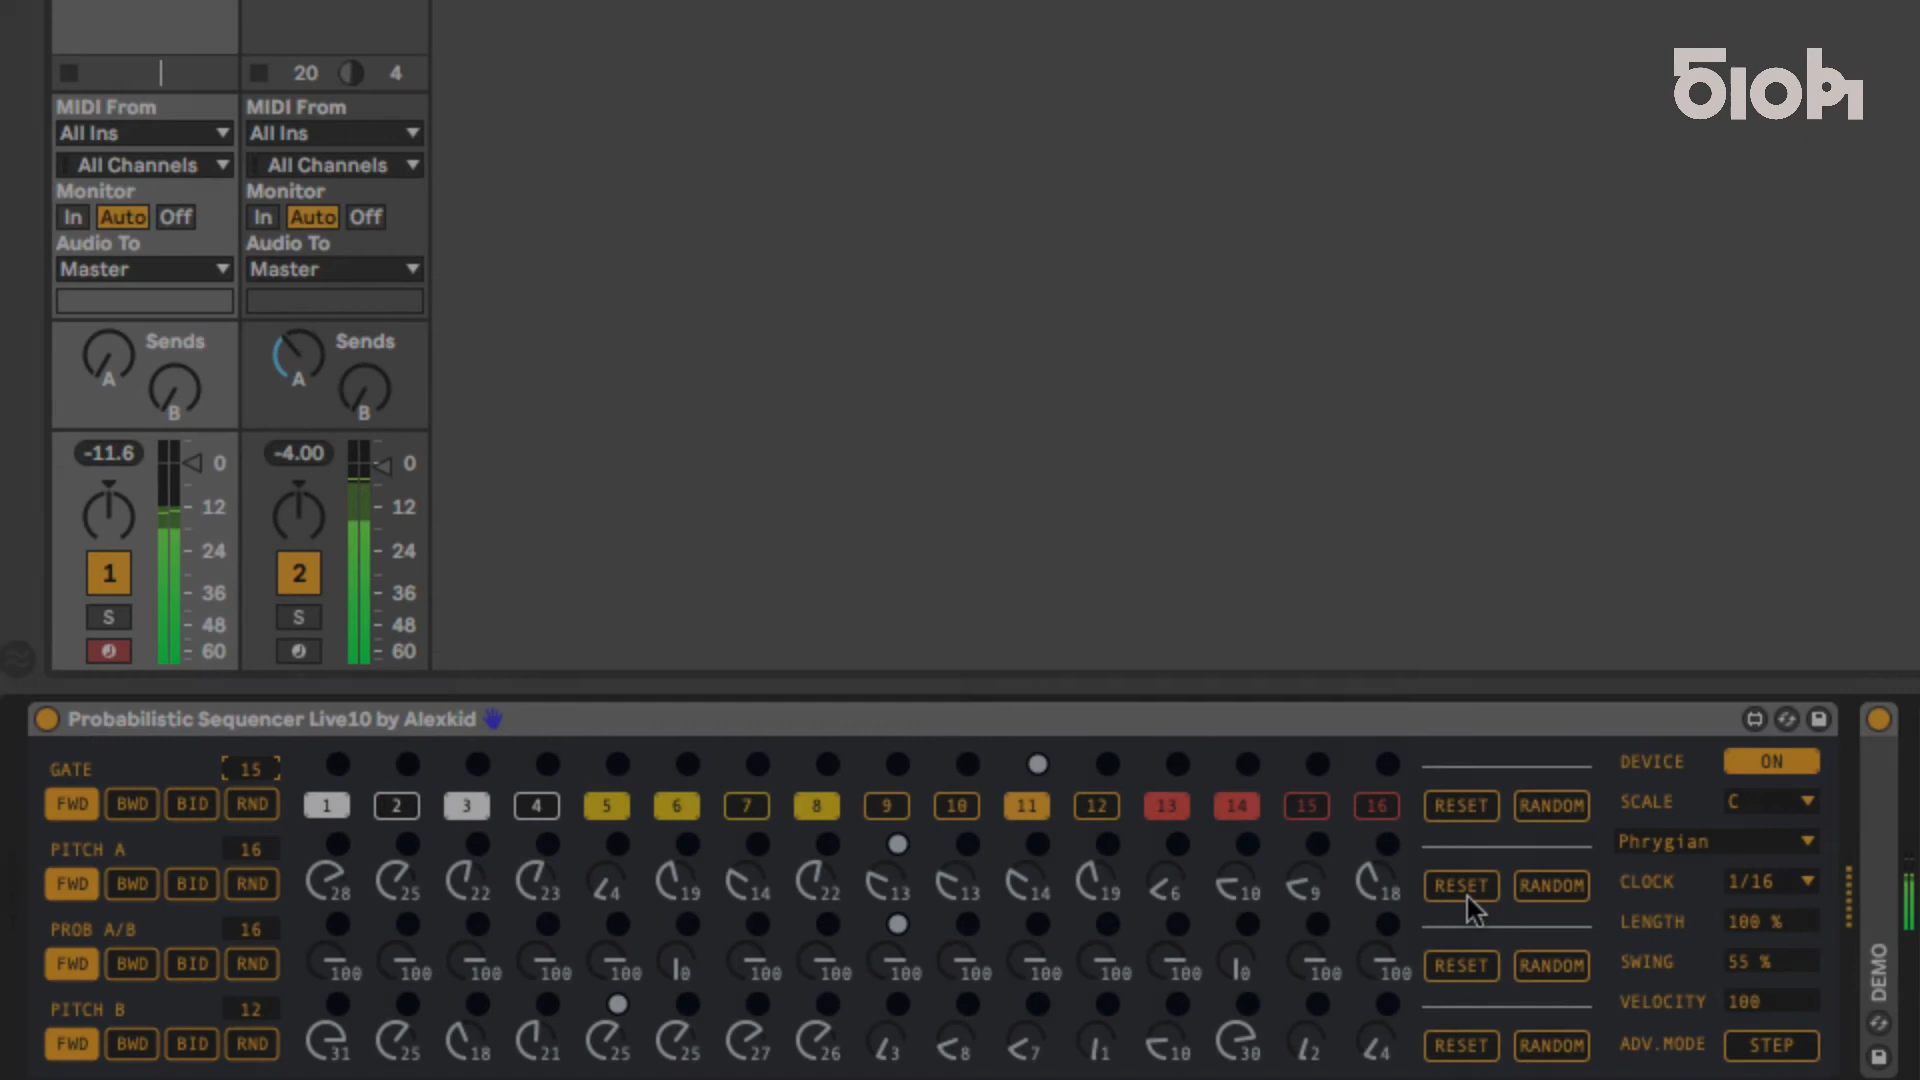 20 4
MIDI From MIDI From
All Ins All Ins
All Channels All Channels
Monitor Monitor
In Auto Off In Auto Off
Audio To Audio To
Master Master
Sends Sends
A A
B B
-11.6 0 -4.00 0
12 12
24 24
1 2
36 36
S 48 S 48
60 60
Probabilistic Sequencer Live10 by Alexkid
GATE 15 DEVICE ON
FWD BWD BID RND 1 2 3 4 5 6 7 8 9 10 11 12 13 14 15 16 RESET RANDOM SCALE C
PITCH A 16 Phrygian
FWD BWD BID RND 28 25 22 23 4 19 14 22 13 13 14 19 6 10 9 18 RESET RANDOM CLOCK 1/16
PROB A/B 16 LENGTH 100 %
FWD BWD BID RND 100 100 100 100 100 0 100 100 100 100 100 100 100 0 100 100 RESET RANDOM SWING 55 %
PITCH B 12 VELOCITY 100
FWD BWD BID RND 31 25 18 21 25 25 27 26 3 8 7 1 10 30 2 4 RESET RANDOM ADV.MODE STEP
DEMO